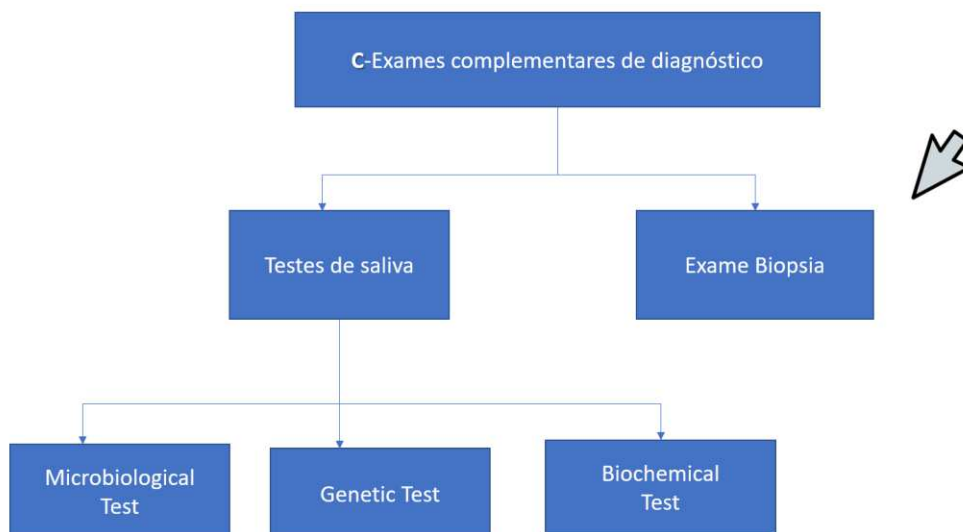 C-Exames complementares de diagnóstico
Testes de saliva
Exame Biopsia
Microbiological
Test
Genetic Test
Biochemical
Test